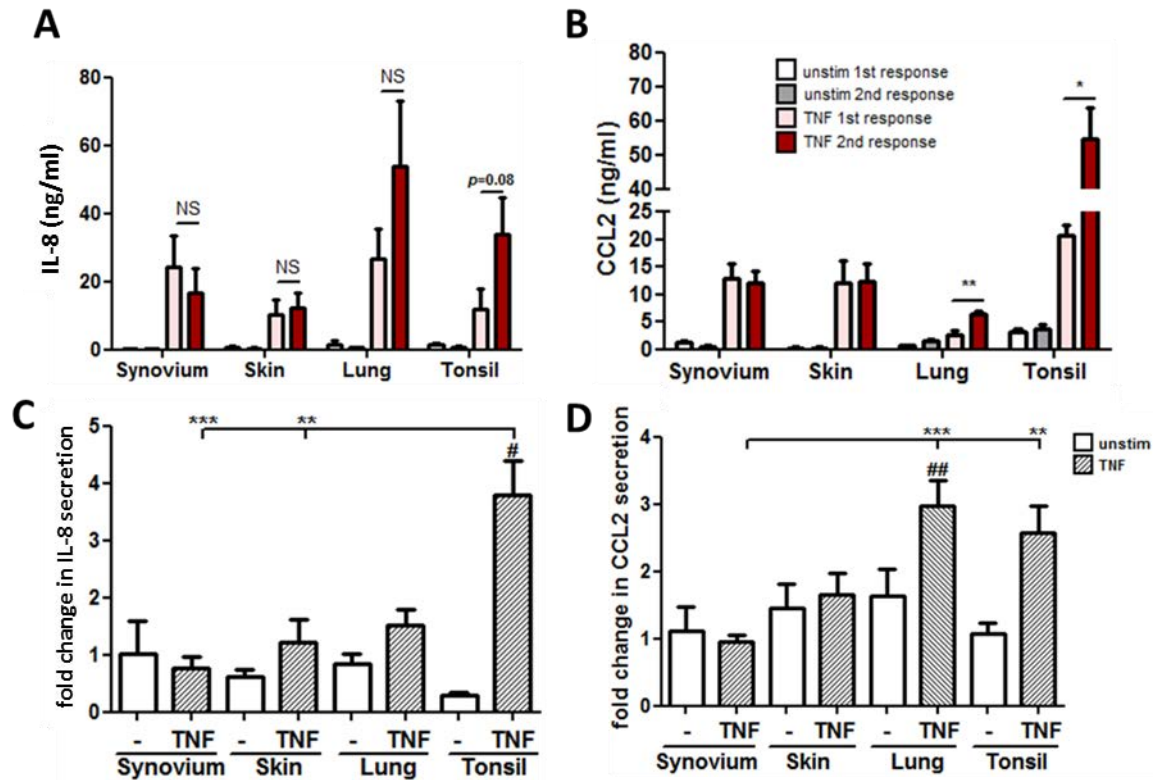 A
IL-8 (ng/ml)
80
60
40
20
0
NS
NS
NS
p=0.08
Synovium Skin Lung Tonsil
B
CCL2 (ng/ml)
80
70
60
50
40
25
20
15
10
5
0
unstim 1st response
unstim 2nd response
TNF 1st response
TNF 2nd response
**
*
Synovium Skin Lung Tonsil
C
fold change in IL-8 secretion
5
4
3
2
1
0
*** **
#
- TNF - TNF - TNF - TNF
Synovium Skin Lung Tonsil
D
fold change in CCL2 secretion
4
3
2
1
0
*** **
##
unstim
TNF
- TNF - TNF - TNF - TNF
Synovium Skin Lung Tonsil